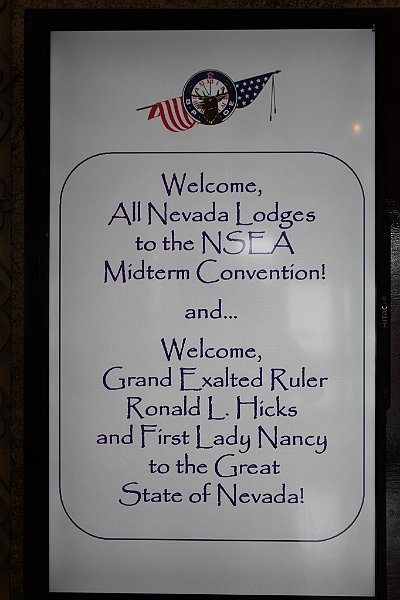 Welcome,
All Nevada Lodges
to the NSEA
Midterm Convention!
and...
Welcome,
Grand Exalted Ruler
Ronald L. Hicks
and First Lady Nancy
to the Great
State of Nevada!
HITACHI